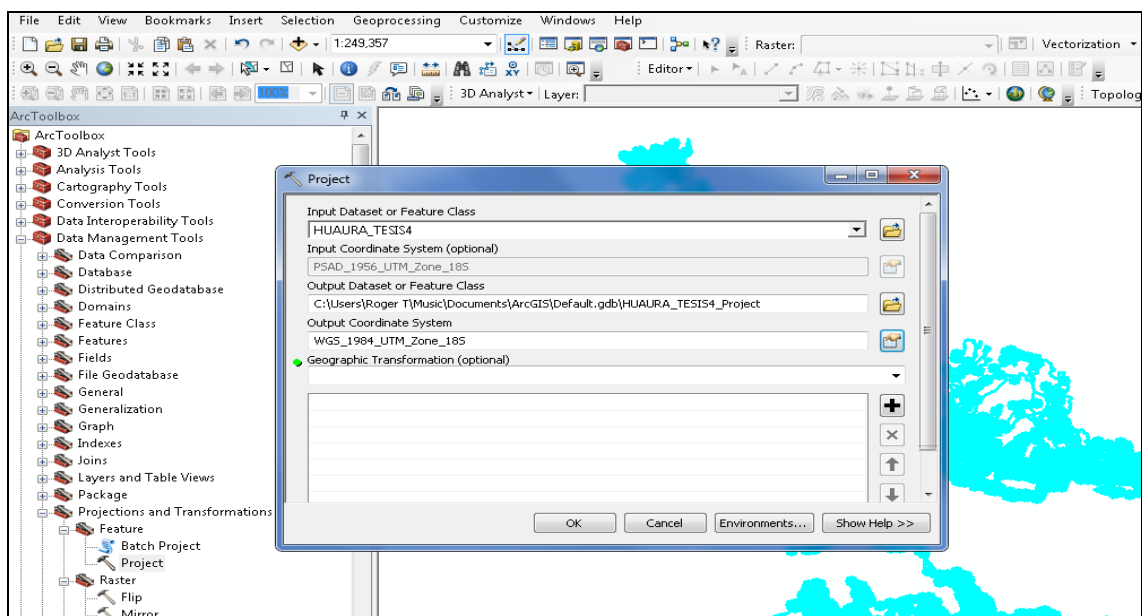 File Edit View Bookmarks Insert Selection Geoprocessing Customize Windows Help
1:249,357 Raster: Vectorization
Editor
100% 3D Analyst Layer: Topolog
ArcToolbox
ArcToolbox
3D Analyst Tools
Analysis Tools
Cartography Tools
Conversion Tools
Data Interoperability Tools
Data Management Tools
Data Comparison
Database
Distributed Geodatabase
Domains
Feature Class
Features
Fields
File Geodatabase
General
Generalization
Graph
Indexes
Joins
Layers and Table Views
Package
Projections and Transformations
Feature
Batch Project
Project
Raster
Flip
Mirror
Project
Input Dataset or Feature Class
HUAURA_TESIS4
Input Coordinate System (optional)
PSAD_1956_UTM_Zone_18S
Output Dataset or Feature Class
C:\Users\Roger T\Music\Documents\ArcGIS\Default.gdb\HUAURA_TESIS4_Project
Output Coordinate System
WGS_1984_UTM_Zone_18S
Geographic Transformation (optional)
OK Cancel Environments... Show Help >>